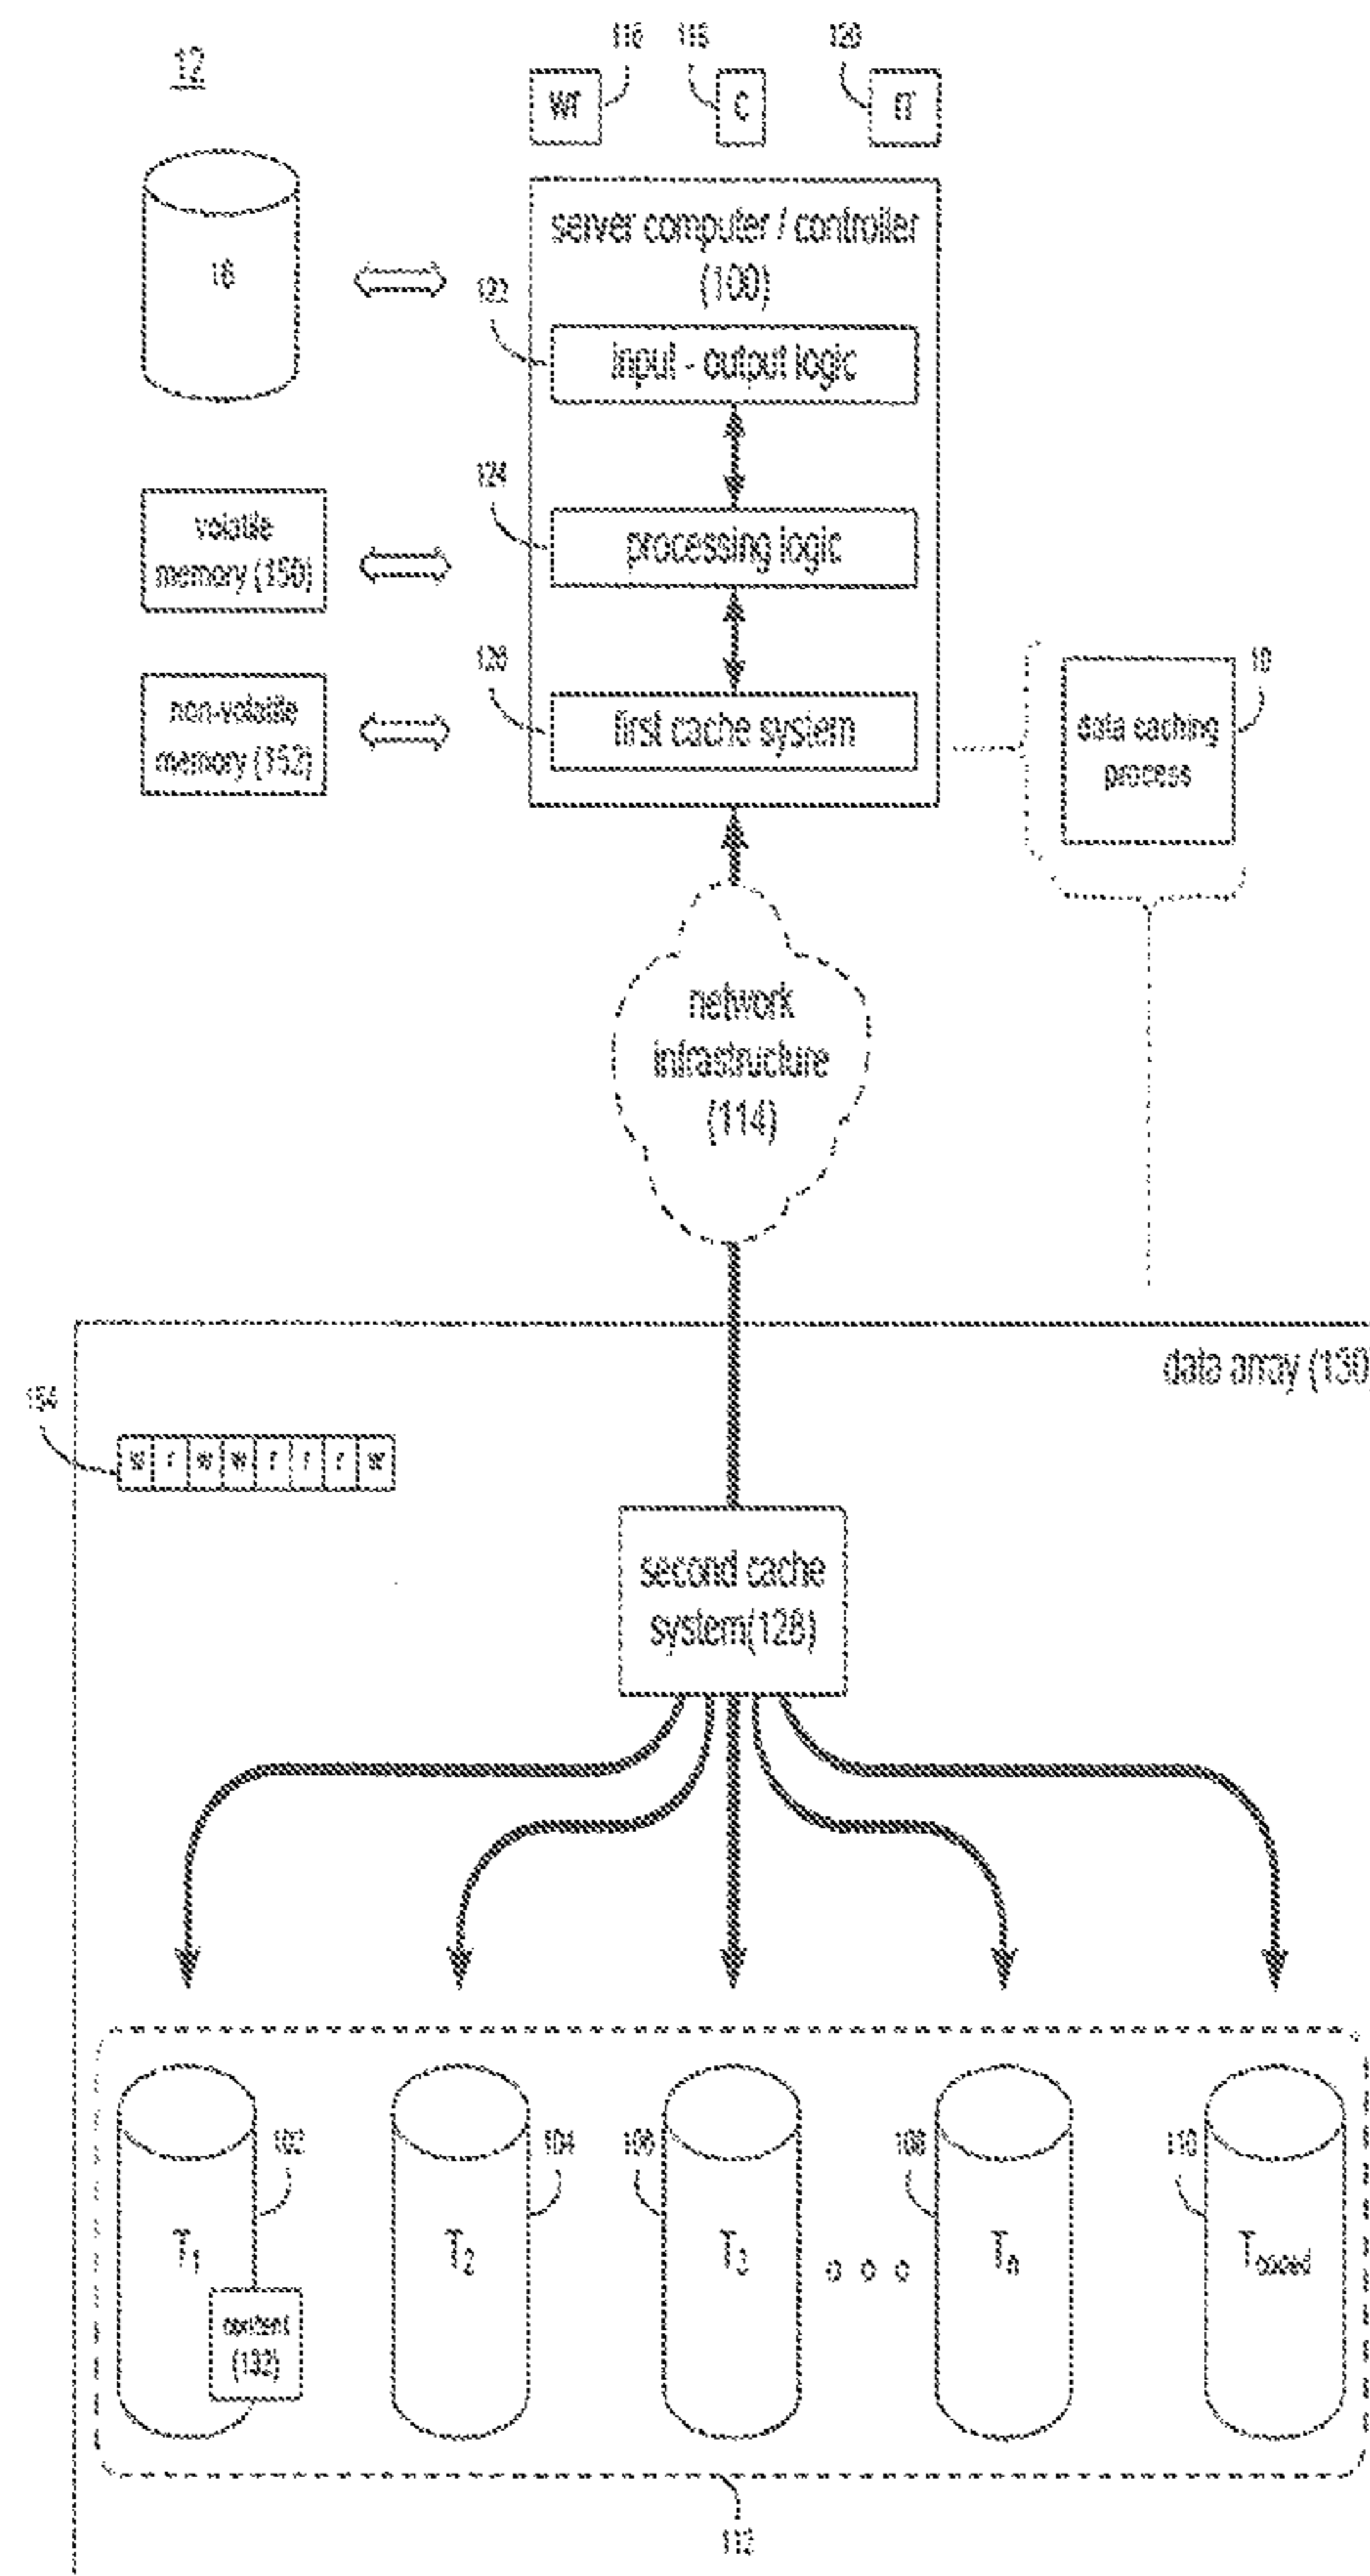 12
116
118
120
wr
C
rr
server computer / controller
(100)
16
122
input - output logic
124
processing logic
volatile
memory (150)
126
first cache system
non-volatile
memory (152)
10
data caching
process
network
infrastructure
(114)
data array (130
154
w r w w r r r w
second cache
system(128)
102
104
106
108
110
T1
T2
T3
Tn
Tcoded
content
(132)
112